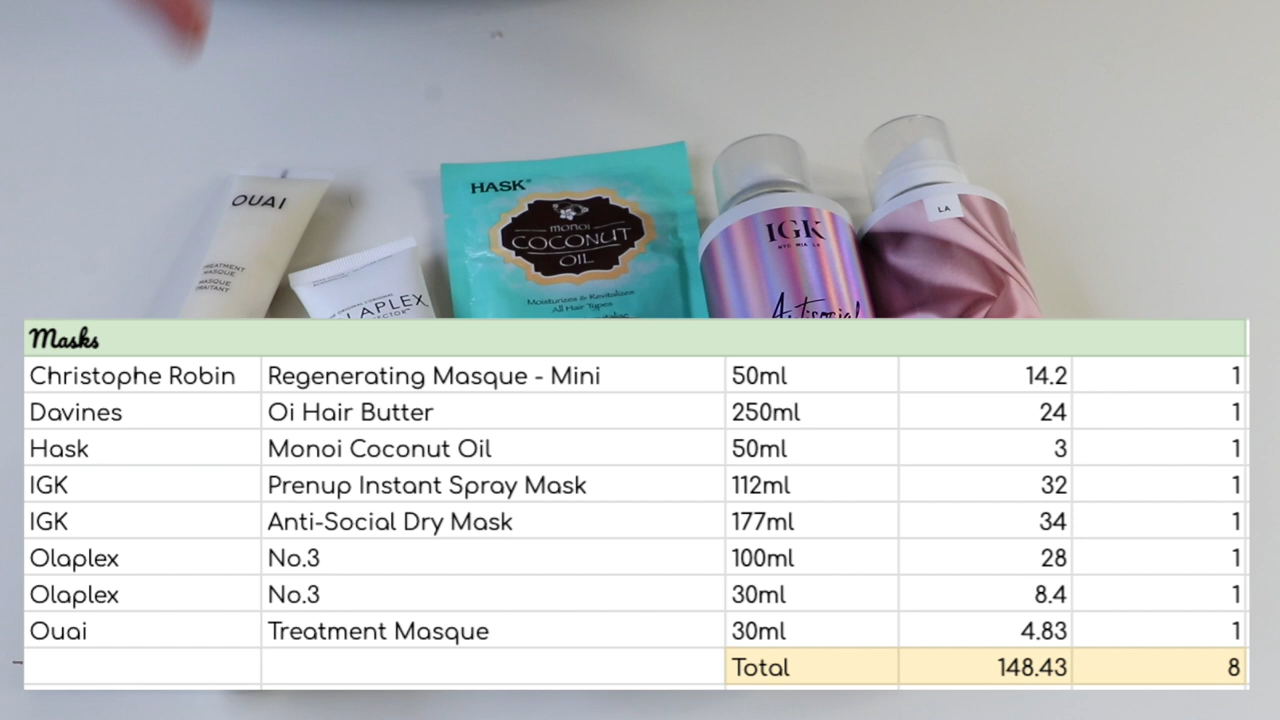 OUAI
TREATMENT
MASQUE
MASQUE
HASK
monoi
COCONUT
OIL
Moisturizes & Revitalizes
All Hair Types
IGK
NYC MIA LA
Antisocial
LA
Masks
Christophe Robin Regenerating Masque - Mini 50ml 14.2 1
Davines Oi Hair Butter 250ml 24 1
Hask Monoi Coconut Oil 50ml 3 1
IGK Prenup Instant Spray Mask 112ml 32 1
IGK Anti-Social Dry Mask 177ml 34 1
Olaplex No.3 100ml 28 1
Olaplex No.3 30ml 8.4 1
Ouai Treatment Masque 30ml 4.83 1
Total 148.43 8